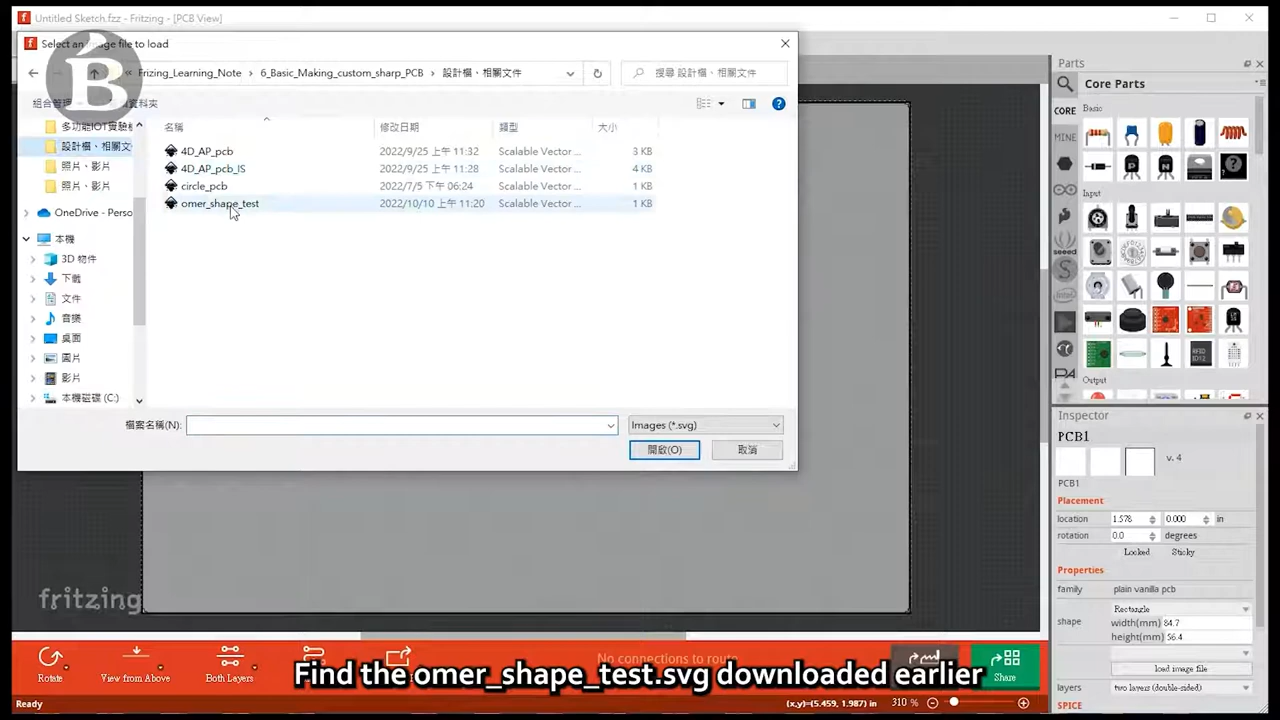 Untitled Sketch.fzz - Fritzing - [PCB View]
Select an image file to load
« Frizing_Learning_Note › 6_Basic_Making_custom_sharp_PCB › 設計檔、相關文件
搜尋 設計檔、相關文件
組合管理
資料夾
名稱 修改日期 類型 大小
4D_AP_pcb 2022/9/25 上午 11:32 Scalable Vector ... 3 KB
4D_AP_pcb_IS 2022/9/25 上午 11:28 Scalable Vector ... 4 KB
circle_pcb 2022/7/5 下午 06:24 Scalable Vector ... 1 KB
omer_shape_test 2022/10/10 上午 11:20 Scalable Vector ... 1 KB
多功能IOT實驗
設計檔、相關文
照片、影片
照片、影片
OneDrive - Perso
本機
3D 物件
下載
文件
音樂
桌面
圖片
影片
本機磁碟 (C:)
檔案名稱(N):
Images (*.svg)
開啟(O)
取消
Parts
Core Parts
CORE
MINE
seeed
intel
PA
Basic
Input
Output
Inspector
PCB1
v. 4
PCB1
Placement
location 1.578 0.000 in
rotation 0.0 degrees
Locked Sticky
Properties
family plain vanilla pcb
shape Rectangle
width(mm) 84.7
height(mm) 56.4
load image file
layers two layers (double-sided)
SPICE
fritzing
Rotate
View from Above
Both Layers
No connections to route
Share
Find the omer_shape_test.svg downloaded earlier
Ready
(x,y)=(5.459, 1.987) in 310 %